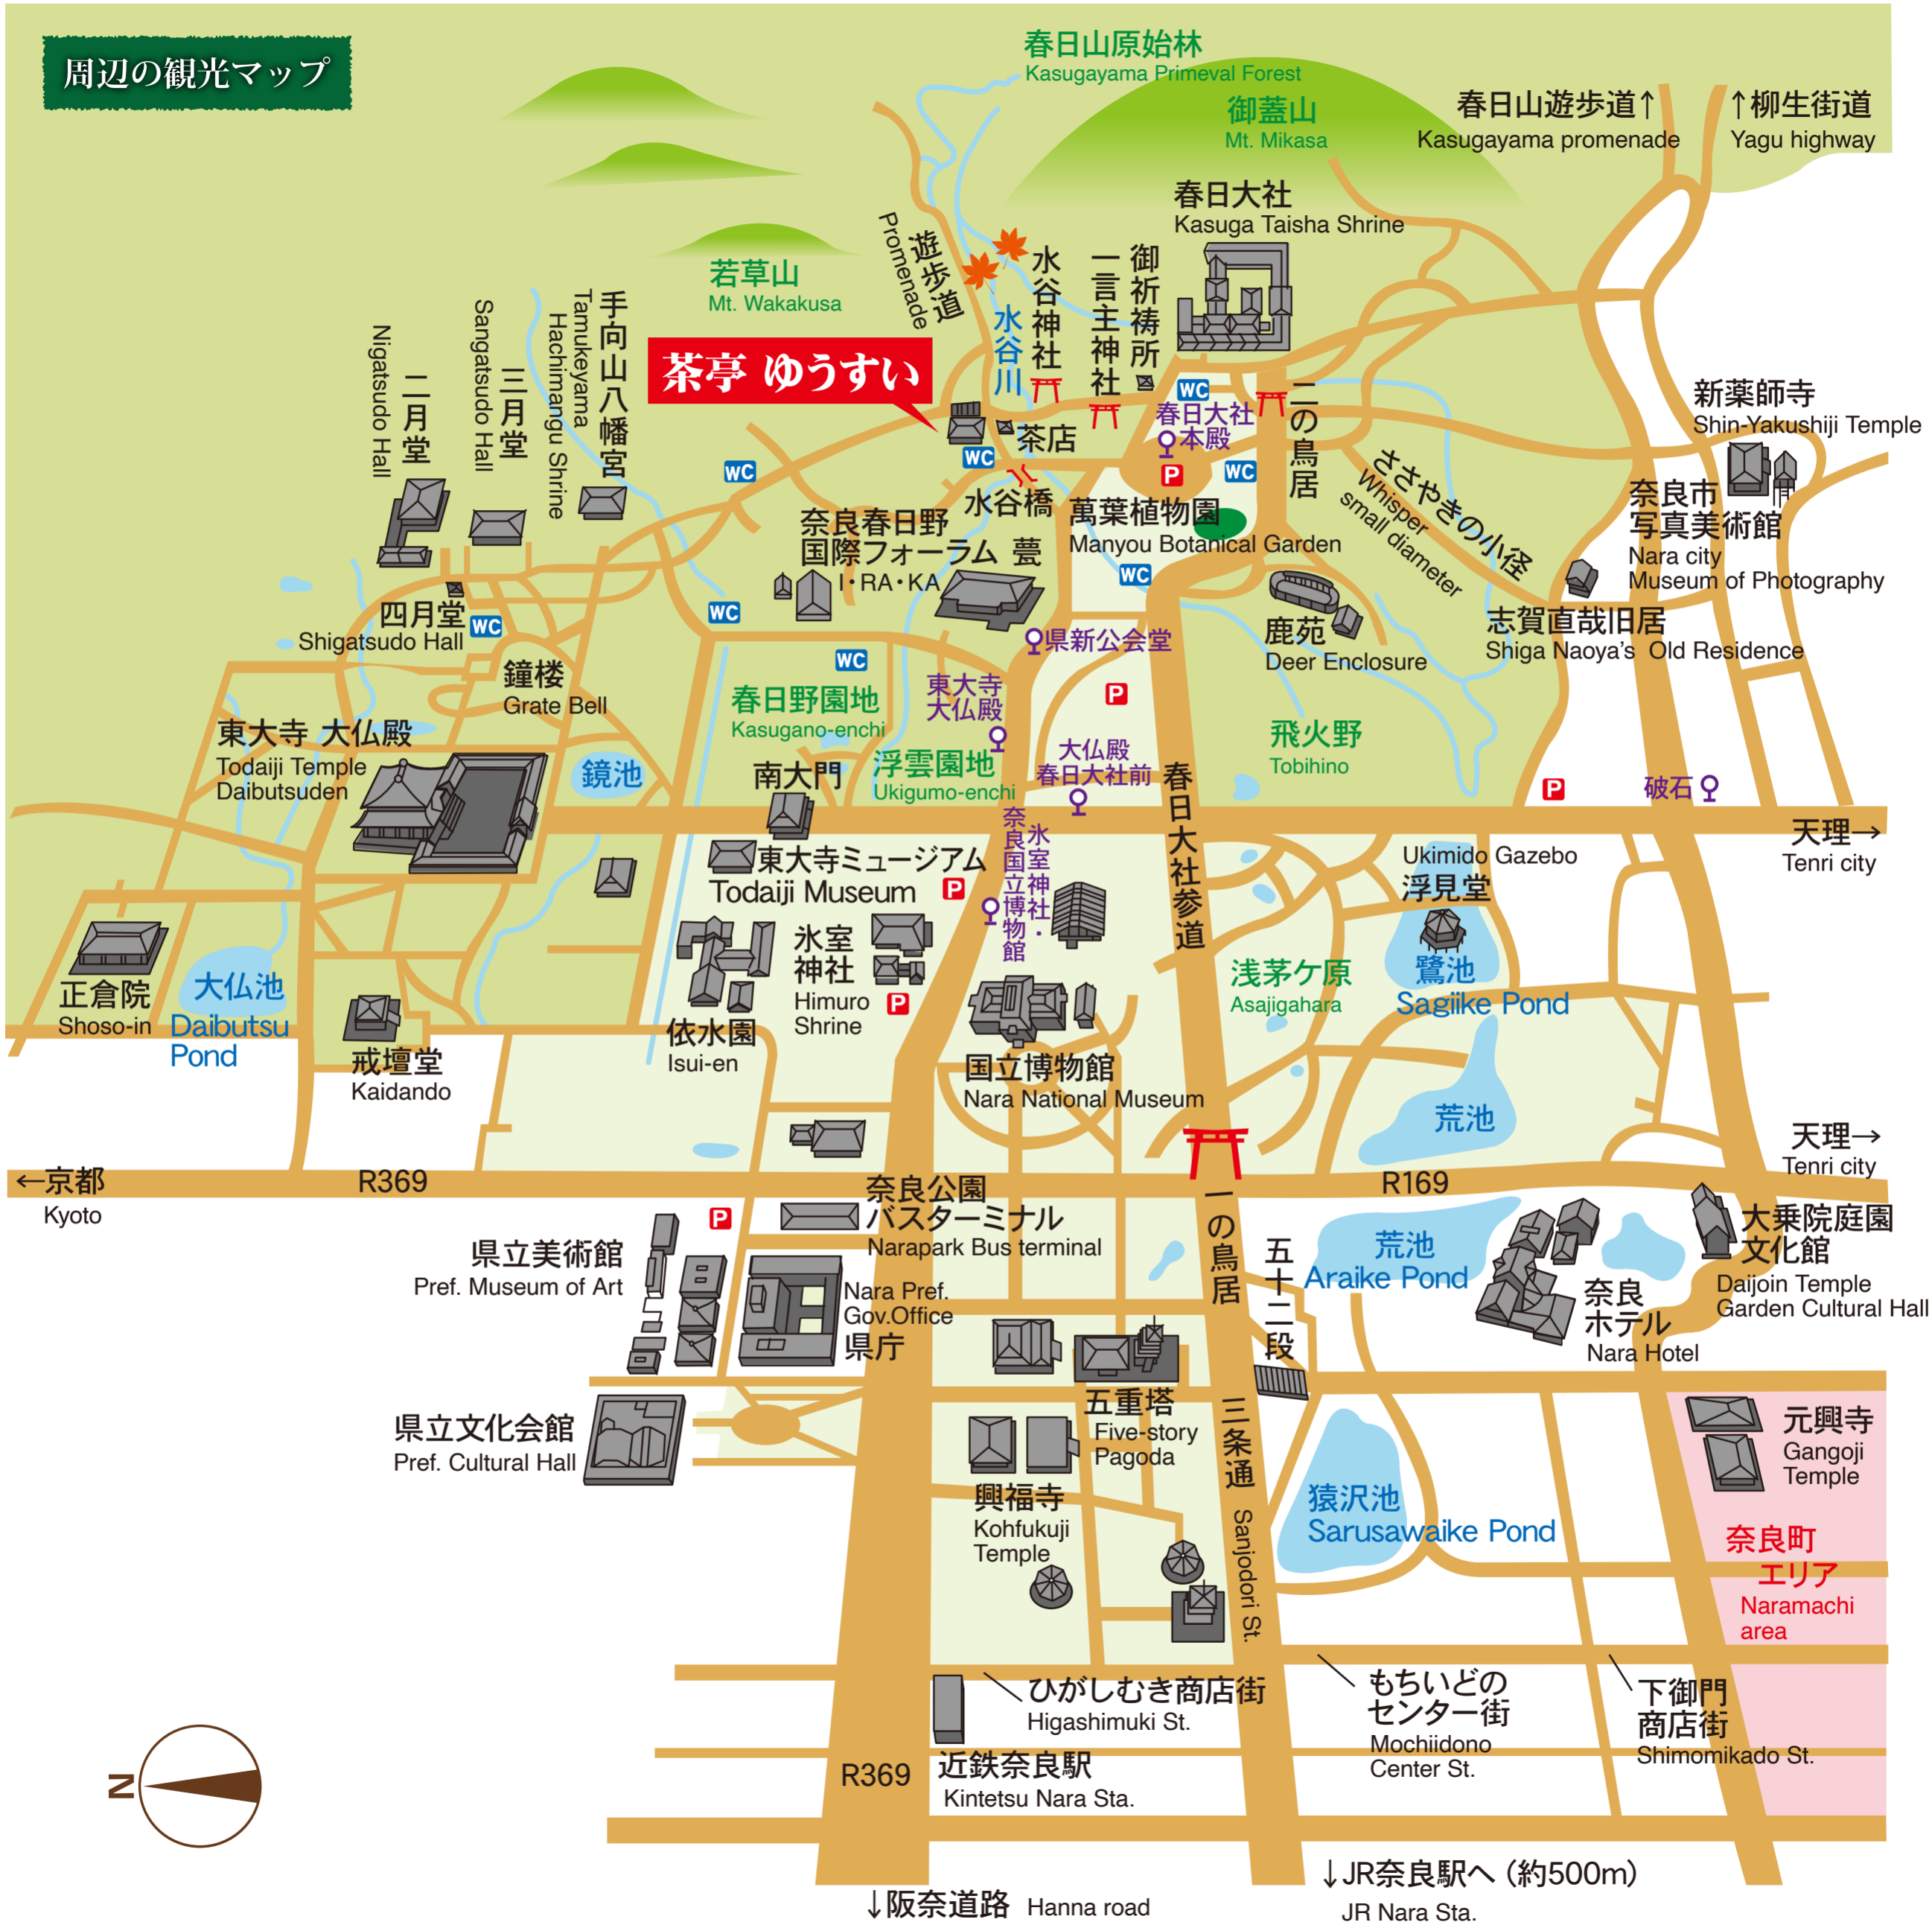 周辺の観光マップ
春日山原始林
Kasugayama Primeval Forest
御蓋山
Mt. Mikasa
春日山遊歩道↑
Kasugayama promenade
↑柳生街道
Yagu highway
春日大社
Kasuga Taisha Shrine
若草山
Mt. Wakakusa
遊歩道
Promenade
水谷川
水谷神社
一言主神社
御祈祷所
茶亭 ゆうすい
手向山八幡宮
Tamukeyama
Hachimangu Shrine
三月堂
Sangatsudo Hall
二月堂
Nigatsudo Hall
WC
春日大社
本殿
二の鳥居
P
WC
茶店
WC
WC
水谷橋
新薬師寺
Shin-Yakushiji Temple
ささやきの小径
Whisper
small diameter
奈良市
写真美術館
Nara city
Museum of Photography
奈良春日野
国際フォーラム 甍
I・RA・KA
萬葉植物園
Manyou Botanical Garden
WC
WC
四月堂
Shigatsudo Hall
WC
鹿苑
Deer Enclosure
志賀直哉旧居
Shiga Naoya's Old Residence
県新公会堂
WC
鐘楼
Grate Bell
春日野園地
Kasugano-enchi
東大寺
大仏殿
P
東大寺 大仏殿
Todaiji Temple
Daibutsuden
鏡池
南大門
浮雲園地
Ukigumo-enchi
大仏殿
春日大社前
飛火野
Tobihino
P
破石
春日大社参道
天理→
Tenri city
東大寺ミュージアム
Todaiji Museum
P
氷室神社・
奈良国立博物館
Ukimido Gazebo
浮見堂
鷺池
Sagiike Pond
正倉院
Shoso-in
大仏池
Daibutsu
Pond
戒壇堂
Kaidando
依水園
Isui-en
氷室
神社
Himuro
Shrine
P
浅茅ケ原
Asajigahara
国立博物館
Nara National Museum
荒池
天理→
Tenri city
←京都
Kyoto
R369
R169
奈良公園
バスターミナル
Narapark Bus terminal
P
県立美術館
Pref. Museum of Art
Nara Pref.
Gov.Office
県庁
一の鳥居
五十二段
荒池
Araike Pond
奈良
ホテル
Nara Hotel
大乗院庭園
文化館
Daijoin Temple
Garden Cultural Hall
県立文化会館
Pref. Cultural Hall
五重塔
Five-story
Pagoda
三条通
Sanjodori St.
元興寺
Gangoji
Temple
興福寺
Kohfukuji
Temple
猿沢池
Sarusawaike Pond
奈良町
エリア
Naramachi
area
ひがしむき商店街
Higashimuki St.
もちいどの
センター街
Mochiidono
Center St.
下御門
商店街
Shimomikado St.
R369
近鉄奈良駅
Kintetsu Nara Sta.
N
↓阪奈道路 Hanna road
↓JR奈良駅へ（約500m）
JR Nara Sta.